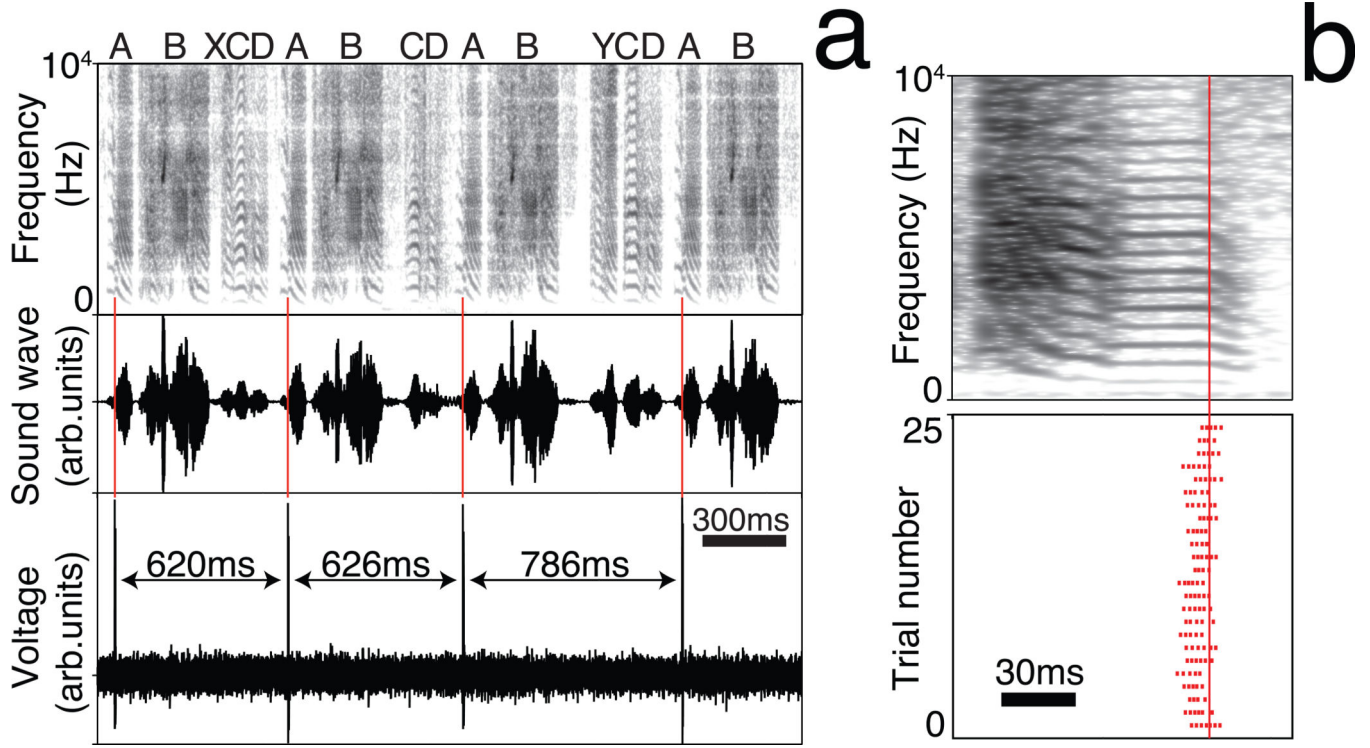 A B XCD A B CD A B YCD A B
a
b
10⁴
Frequency
(Hz)
0
Sound wave
(arb.units)
Voltage
(arb.units)
620ms
626ms
786ms
300ms
10⁴
Frequency (Hz)
0
25
Trial number
0
30ms